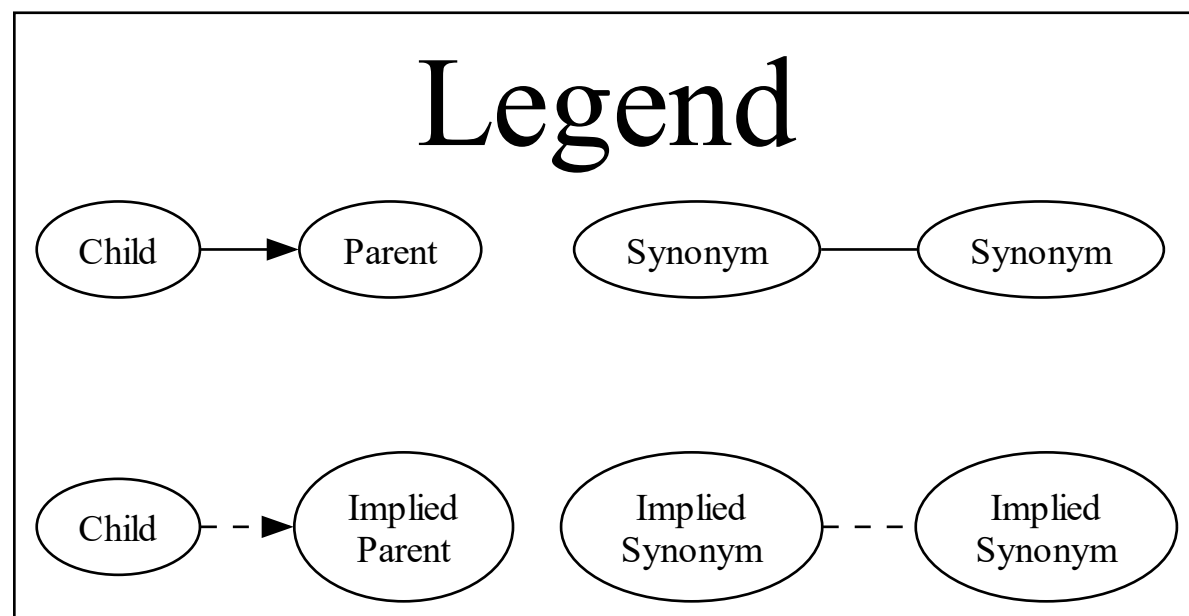 Legend
Child Parent Synonym Synonym
Child Implied Parent Implied Synonym Implied Synonym